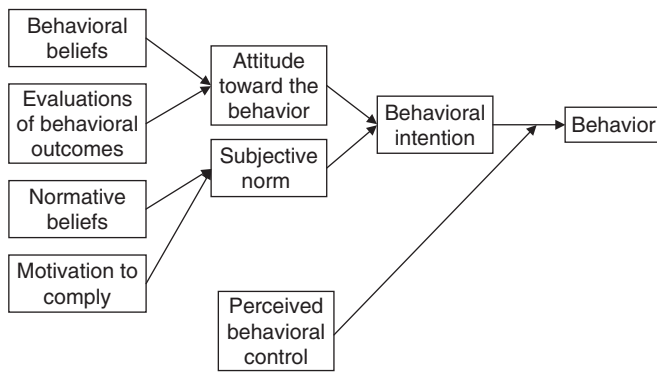 Behavioral
beliefs
Evaluations
of behavioral
outcomes
Normative
beliefs
Motivation to
comply
Attitude
toward the
behavior
Subjective
norm
Perceived
behavioral
control
Behavioral
intention
Behavior